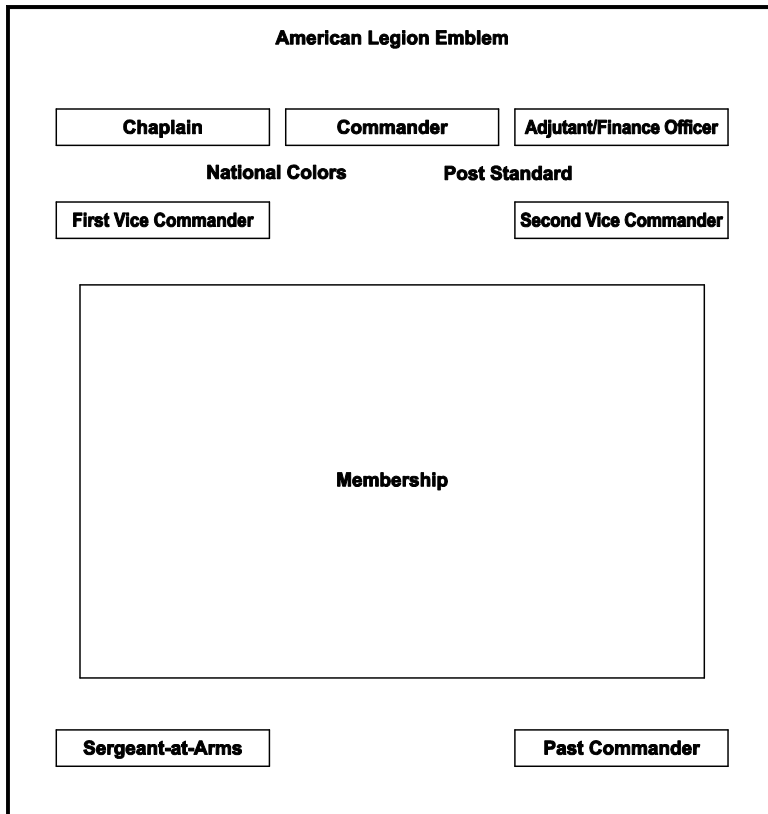 American Legion Emblem
Chaplain
Commander
Adjutant/Finance Officer
National Colors
Post Standard
First Vice Commander
Second Vice Commander
Membership
Sergeant-at-Arms
Past Commander